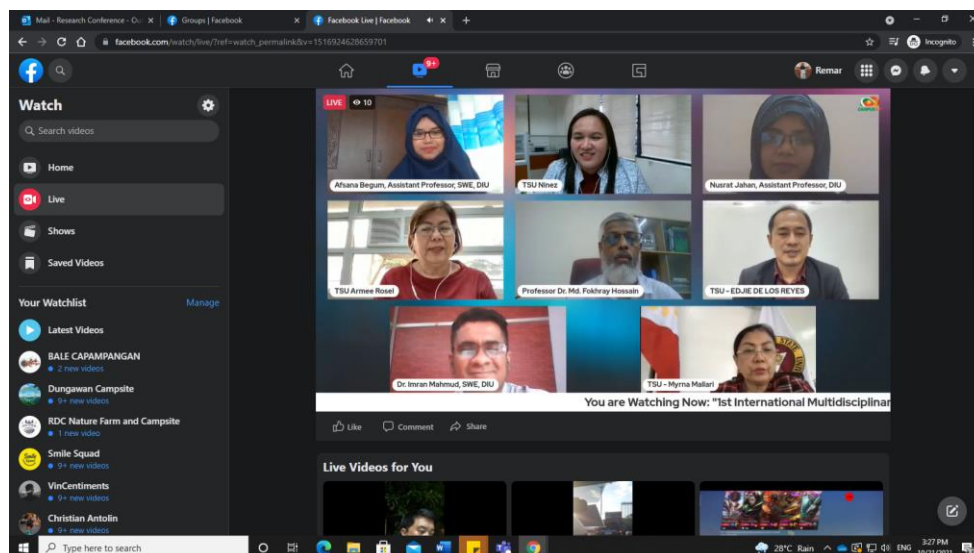 Mail - Research Conference - Ou
Groups | Facebook
Facebook Live | Facebook
facebook.com/watch/live/?ref=watch_permalink&v=1516924628659701
Incognito
9+
Remar
Watch
Search videos
Home
Live
Shows
Saved Videos
Your Watchlist
Manage
Latest Videos
BALE CAPAMPANGAN
2 new videos
Dungawan Campsite
9+ new videos
RDC Nature Farm and Campsite
1 new video
Smile Squad
9+ new videos
VinCentiments
9+ new videos
Christian Antolin
9+ new videos
LIVE 10
Afsana Begum, Assistant Professor, SWE, DIU
TSU Ninez
Nusrat Jahan, Assistant Professor, DIU
TSU Armee Rosel
Professor Dr. Md. Fokhray Hossain
TSU - EDJIE DE LOS REYES
Dr. Imran Mahmud, SWE, DIU
TSU - Myrna Mallari
You are Watching Now: "1st International Multidisciplinar
Like
Comment
Share
Live Videos for You
Type here to search
28°C Rain
ENG
3:27 PM
10/21/2021